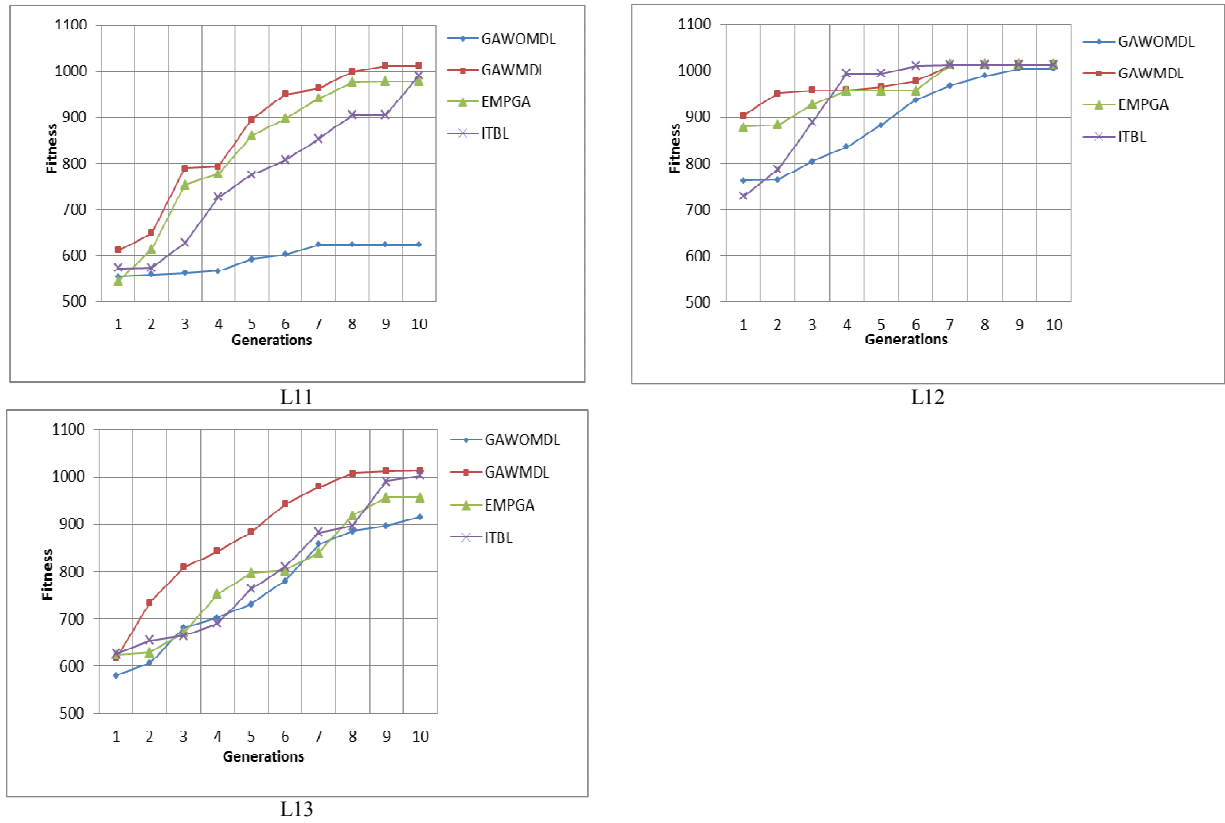 1100
1000
900
800
700
600
500
Fitness
1 2 3 4 5 6 7 8 9 10
Generations
GAWOMDL
GAWMDL
EMPGA
ITBL
L11
1100
1000
900
800
700
600
500
Fitness
1 2 3 4 5 6 7 8 9 10
Generations
GAWOMDL
GAWMDL
EMPGA
ITBL
L12
1100
1000
900
800
700
600
500
Fitness
1 2 3 4 5 6 7 8 9 10
Generations
GAWOMDL
GAWMDL
EMPGA
ITBL
L13